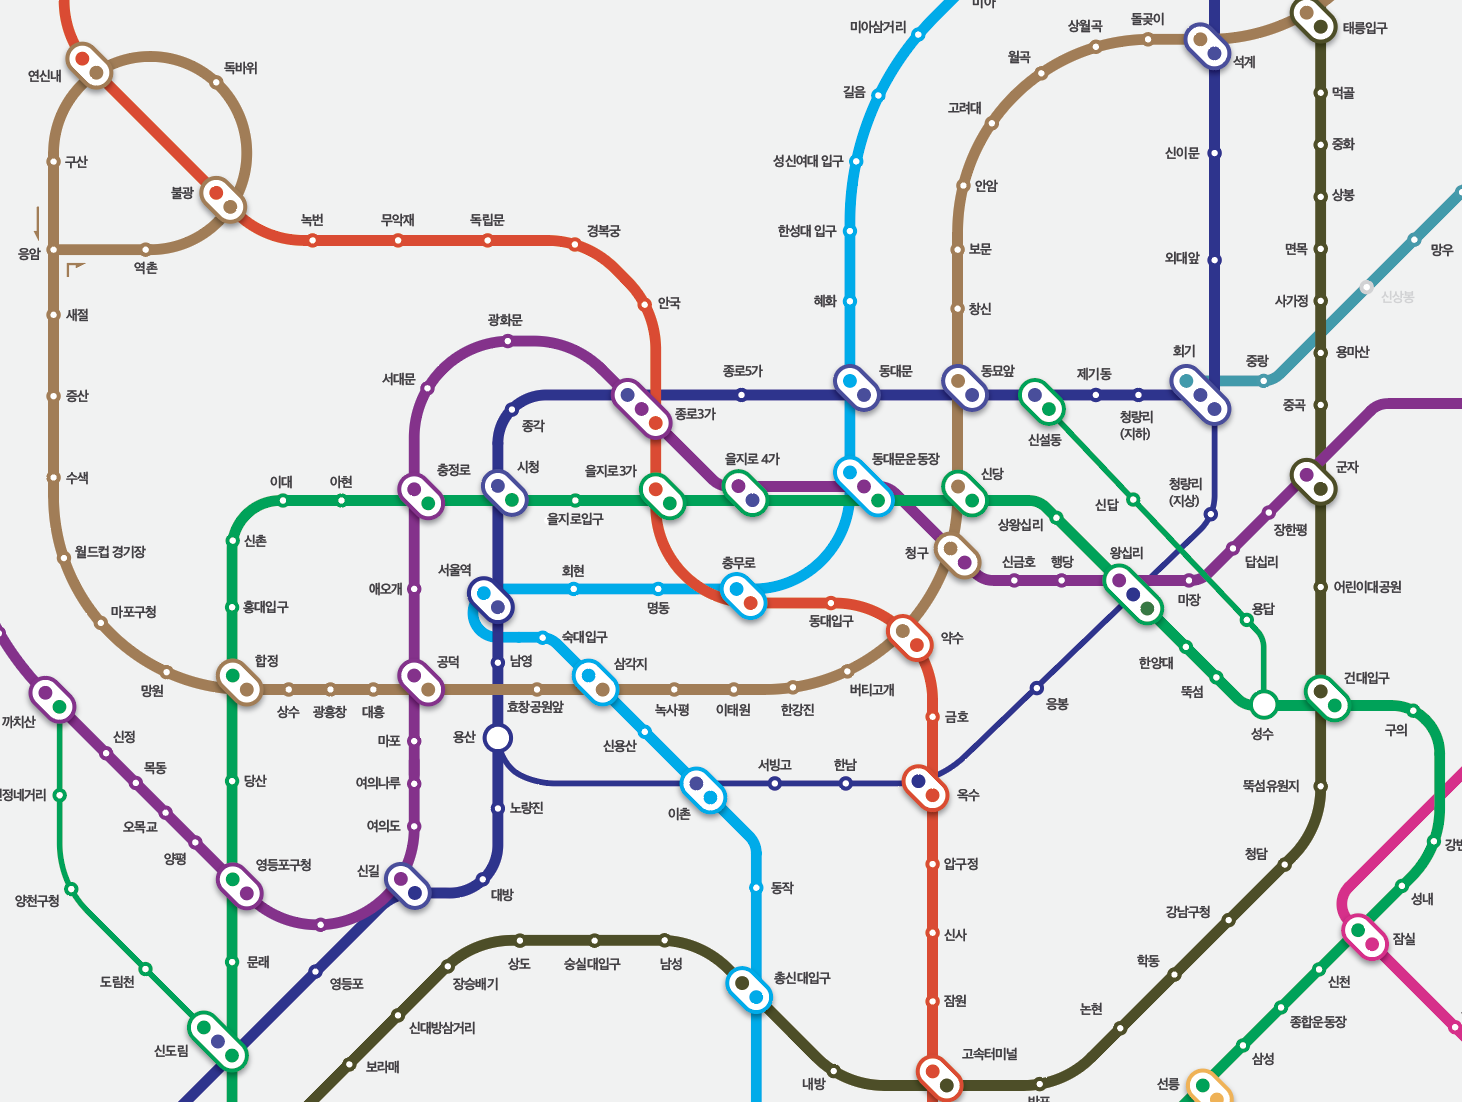 미아
미아삼거리
상월곡
돌곶이
태릉입구
월곡
석계
연신내
독바위
길음
먹골
고려대
중화
신이문
구산
성신여대 입구
안암
불광
상봉
녹번
무악재
독립문
경복궁
한성대 입구
보문
외대앞
면목
망우
응암
역촌
안국
혜화
창신
사가정
신상봉
새절
광화문
용마산
회기
중랑
서대문
종로5가
동대문
동묘앞
제기동
증산
종로3가
종각
청량리
(지하)
신설동
중곡
동대문운동장
을지로 4가
을지로3가
충정로
시청
신당
군자
수색
이대
아현
청량리
(지상)
신답
을지로입구
상왕십리
장한평
신촌
월드컵 경기장
청구
왕십리
답십리
서울역
회현
충무로
신금호
행당
애오개
어린이대공원
마장
마포구청
홍대입구
명동
동대입구
용답
숙대입구
약수
합정
공덕
남영
삼각지
한양대
건대입구
망원
버티고개
뚝섬
상수
광흥창
대흥
효창공원앞
녹사평
이태원
한강진
응봉
금호
까치산
신정
구의
성수
마포
용산
신용산
목동
서빙고
한남
당산
여의나루
뚝섬유원지
신정네거리
옥수
노량진
이촌
오목교
여의도
강변
양평
청담
영등포구청
신길
압구정
동작
대방
성내
양천구청
강남구청
신사
잠실
문래
상도
숭실대입구
남성
학동
도림천
영등포
장승배기
총신대입구
신천
잠원
논현
종합운동장
신대방삼거리
신도림
고속터미널
삼성
보라매
내방
선릉
반포